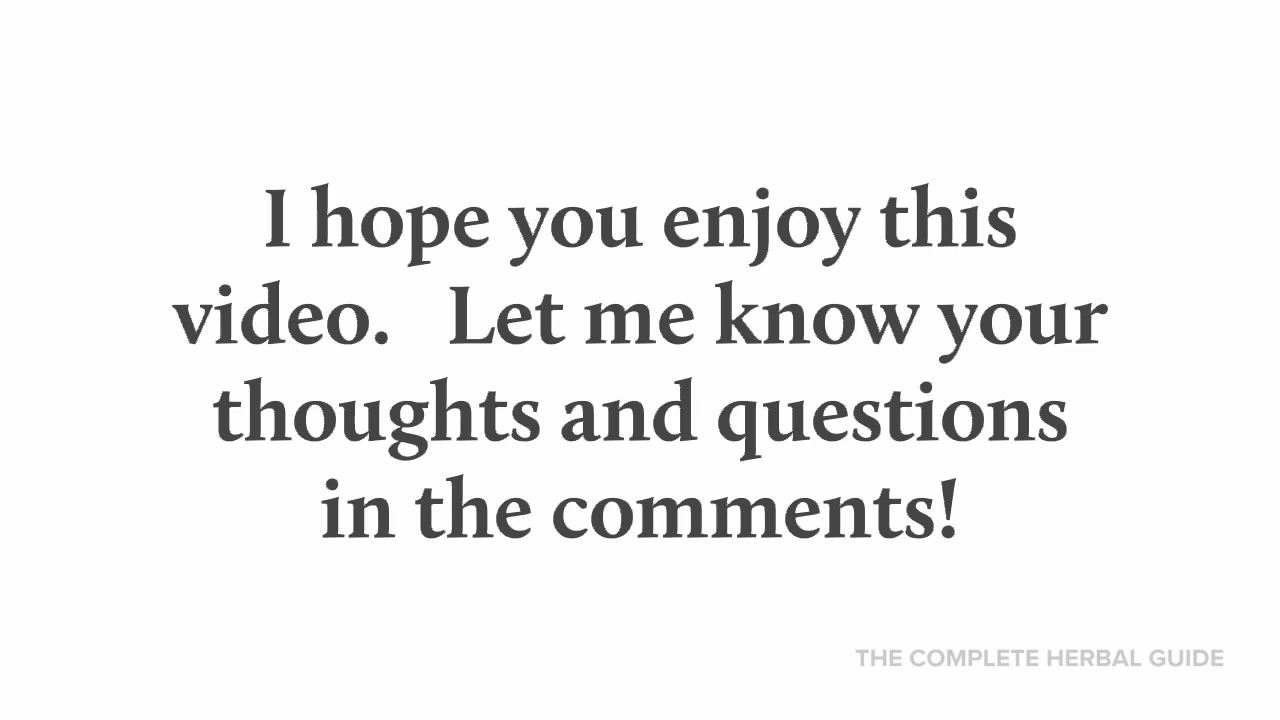 I hope you enjoy this
video.   Let me know your
thoughts and questions
in the comments!
THE COMPLETE HERBAL GUIDE